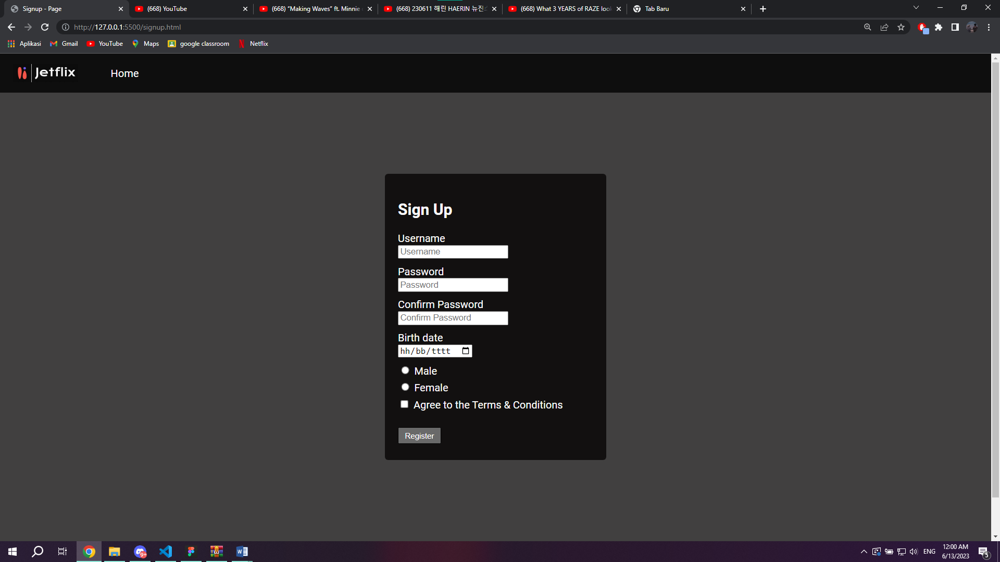 Signup - Page
(668) YouTube
(668) “Making Waves” ft. Minnie
(668) 230611 해린 HAERIN 뉴진
(668) What 3 YEARS of RAZE loo
Tab Baru
http://127.0.0.1:5500/signup.html
Aplikasi
Gmail
YouTube
Maps
google classroom
Netflix
Jetflix
Home
Sign Up
Username
Username
Password
Password
Confirm Password
Confirm Password
Birth date
hh/bb/tttt
Male
Female
Agree to the Terms & Conditions
Register
9+
ENG
12:00 AM
6/13/2023
5